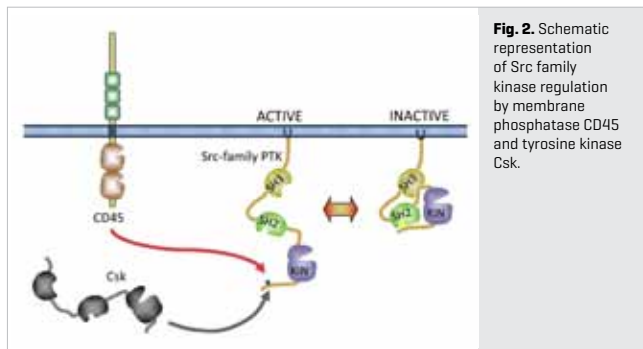 ACTIVE
INACTIVE
Src-family PTK
SH3
SH3
SH2
SH2
KIN
KIN
CD45
Csk
Fig. 2. Schematic
representation
of Src family
kinase regulation
by membrane
phosphatase CD45
and tyrosine kinase
Csk.